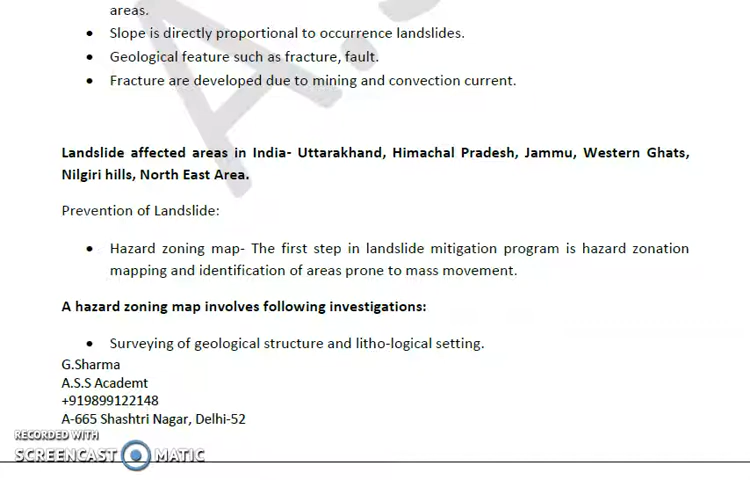 areas.
• Slope is directly proportional to occurrence landslides.
• Geological feature such as fracture, fault.
• Fracture are developed due to mining and convection current.
Landslide affected areas in India- Uttarakhand, Himachal Pradesh, Jammu, Western Ghats,
Nilgiri hills, North East Area.
Prevention of Landslide:
• Hazard zoning map- The first step in landslide mitigation program is hazard zonation
mapping and identification of areas prone to mass movement.
A hazard zoning map involves following investigations:
• Surveying of geological structure and litho-logical setting.
G.Sharma
A.S.S Academt
+919899122148
A-665 Shashtri Nagar, Delhi-52
RECORDED WITH
SCREENCAST MATIC